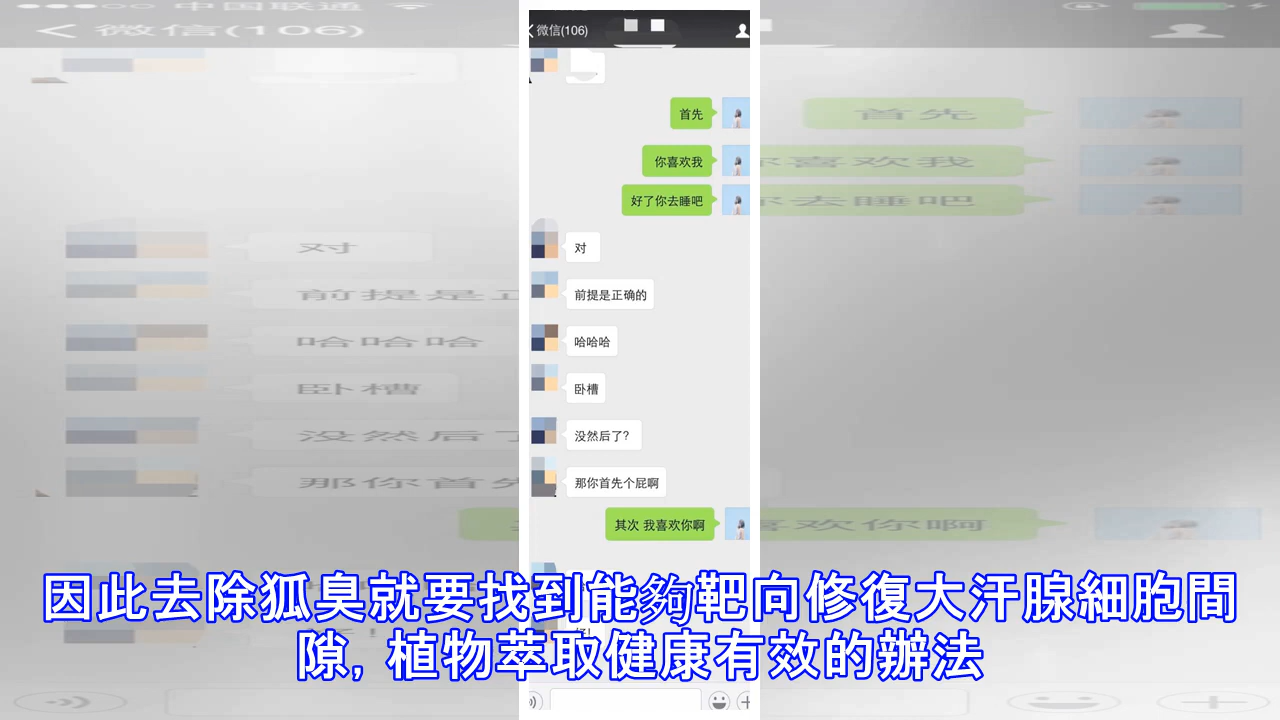 微信(106)
首先
你喜欢我
好了你去睡吧
对
前提是正确的
哈哈哈
卧槽
没然后了?
那你首先个屁啊
其次 我喜欢你啊
因此去除狐臭就要找到能夠靶向修復大汗腺細胞間
隙, 植物萃取健康有效的辦法